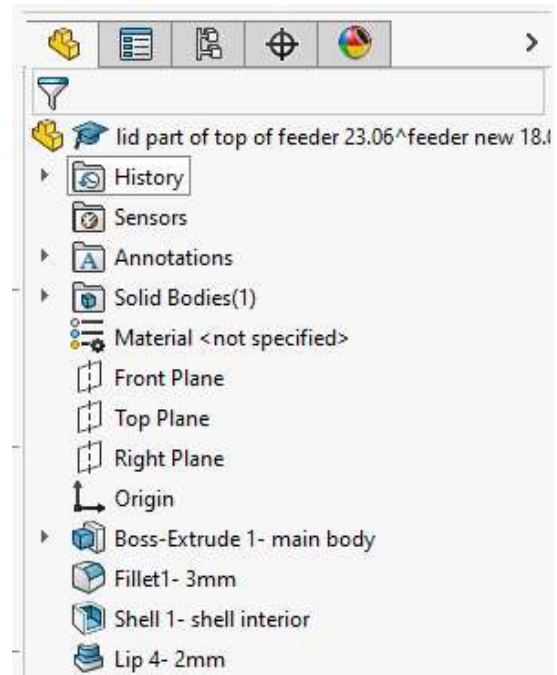 lid part of top of feeder 23.06^feeder new 18.
History
Sensors
A Annotations
Solid Bodies(1)
Material <not specified>
Front Plane
Top Plane
Right Plane
Origin
Boss-Extrude 1- main body
Fillet1- 3mm
Shell 1- shell interior
Lip 4- 2mm